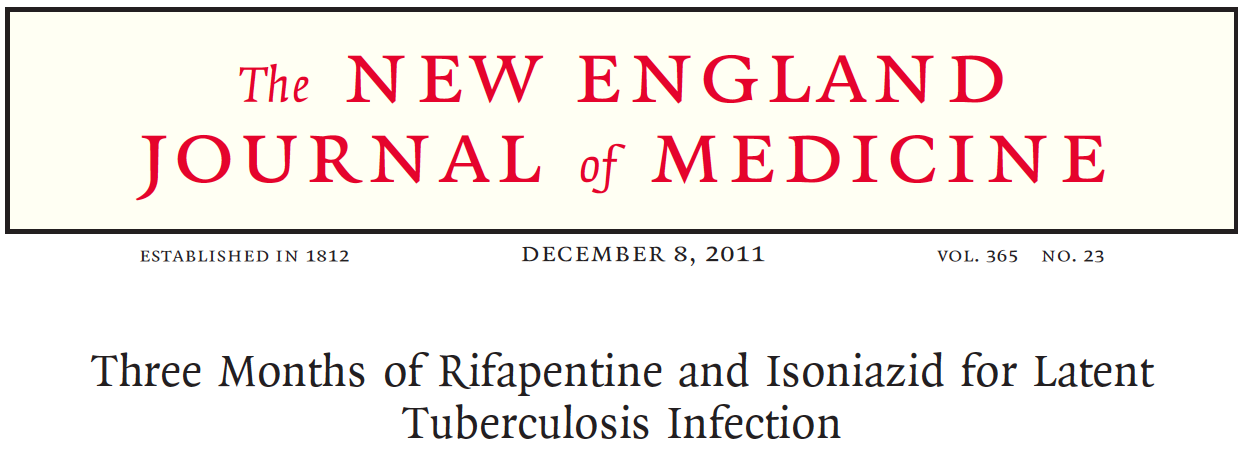 The NEW ENGLAND
JOURNAL of MEDICINE
ESTABLISHED IN 1812 DECEMBER 8, 2011 VOL. 365 NO. 23
Three Months of Rifapentine and Isoniazid for Latent
Tuberculosis Infection